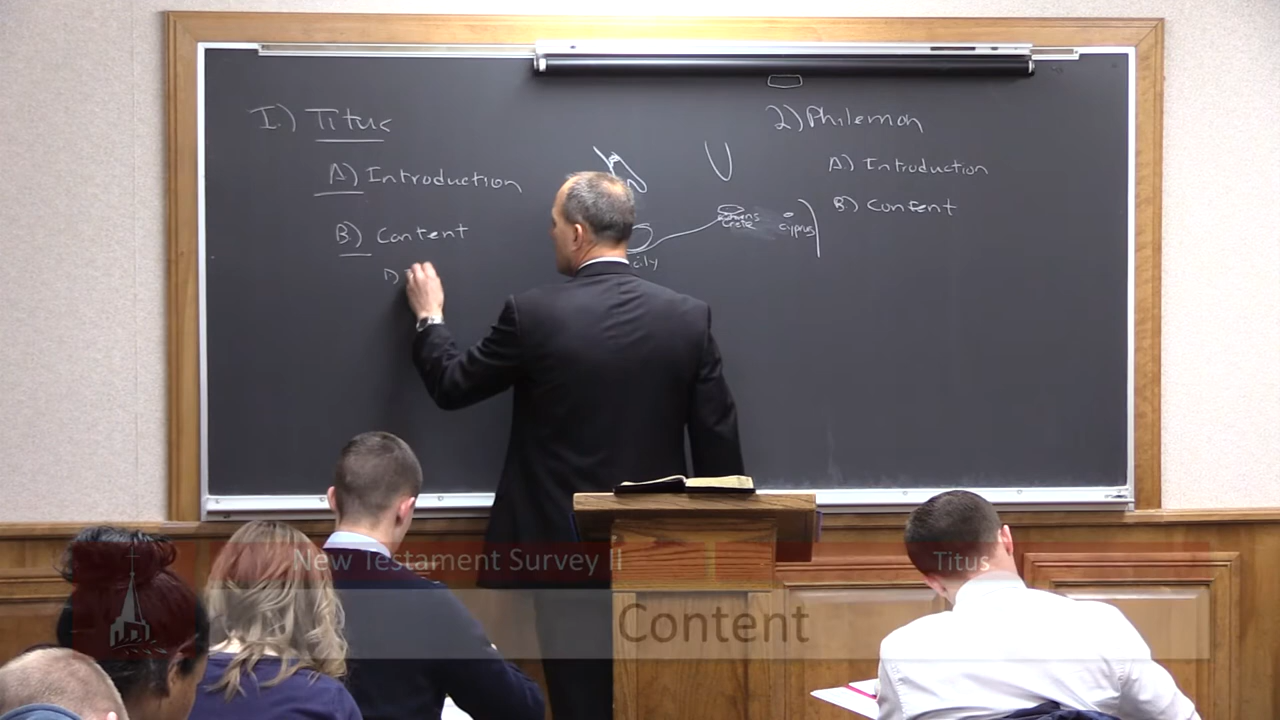 I.) Titus
A) Introduction
B.) Content
2) Philemon
A.) Introduction
B.) Content
Crete
Cyprus
New Testament Survey II
Titus
Content